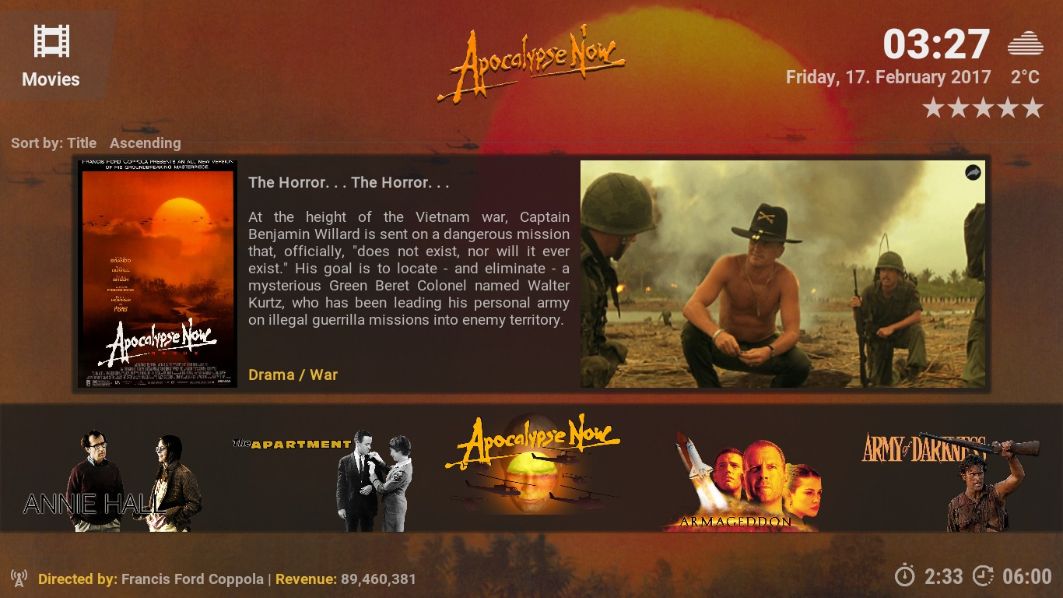 Movies
Apocalypse Now
03:27
Friday, 17. February 2017 2°C
Sort by: Title Ascending
FRANCIS FORD COPPOLA PRESENTS AN ALL NEW VERSION
OF HIS GROUNDBREAKING MASTERPIECE
Apocalypse Now
REDUX
The Horror. . . The Horror. . .
At the height of the Vietnam war, Captain
Benjamin Willard is sent on a dangerous mission
that, officially, "does not exist, nor will it ever
exist." His goal is to locate - and eliminate - a
mysterious Green Beret Colonel named Walter
Kurtz, who has been leading his personal army
on illegal guerrilla missions into enemy territory.
Drama / War
ANNIE HALL
The APARTMENT
Apocalypse Now
ARMAGEDDON
ARMY of DARKNESS
Directed by: Francis Ford Coppola | Revenue: 89,460,381
2:33 06:00